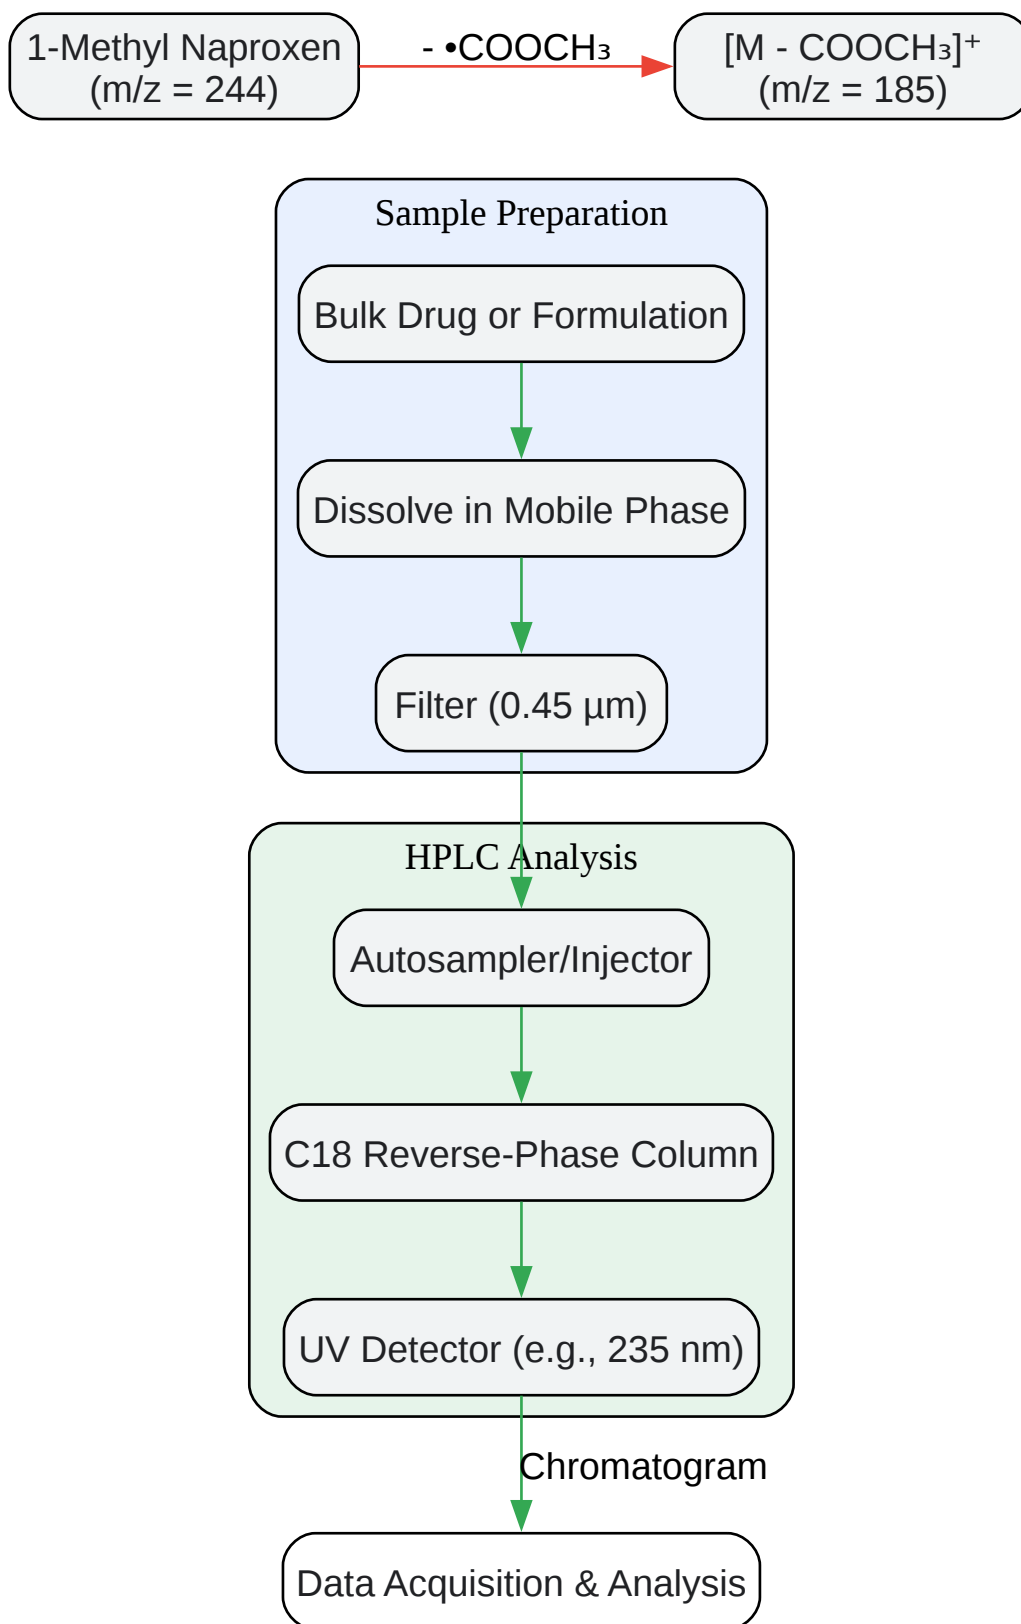 1-Methyl Naproxen
(m/z = 244)
- •COOCH₃
[M - COOCH₃]⁺
(m/z = 185)
Sample Preparation
Bulk Drug or Formulation
Dissolve in Mobile Phase
Filter (0.45 µm)
HPLC Analysis
Autosampler/Injector
C18 Reverse-Phase Column
UV Detector (e.g., 235 nm)
Chromatogram
Data Acquisition & Analysis